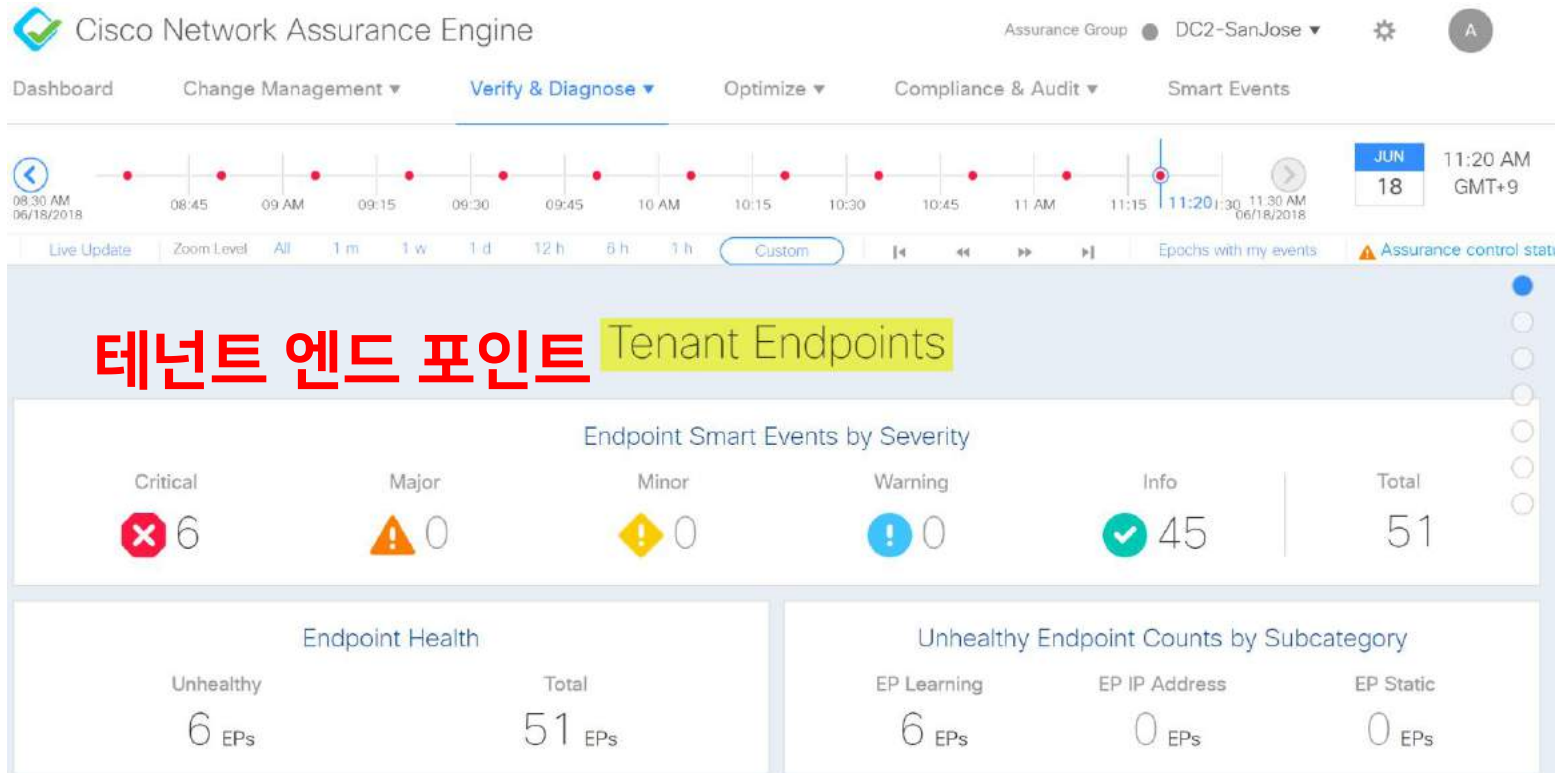 Cisco Network Assurance Engine
Assurance Group DC2-SanJose
A
Dashboard Change Management Verify & Diagnose Optimize Compliance & Audit Smart Events
JUN 18 11:20 AM GMT+9
08:30 AM 06/18/2018 08:45 09 AM 09:15 09:30 09:45 10 AM 10:15 10:30 10:45 11 AM 11:15 11:20 1:30 11:30 AM 06/18/2018
Live Update Zoom Level All 1 m 1 w 1 d 12 h 6 h 1 h Custom Epochs with my events Assurance control stat
테넌트 엔드 포인트 Tenant Endpoints
Endpoint Smart Events by Severity
Critical Major Minor Warning Info Total
6 0 0 0 45 51
Endpoint Health
Unhealthy Total
6 EPs 51 EPs
Unhealthy Endpoint Counts by Subcategory
EP Learning EP IP Address EP Static
6 EPs 0 EPs 0 EPs